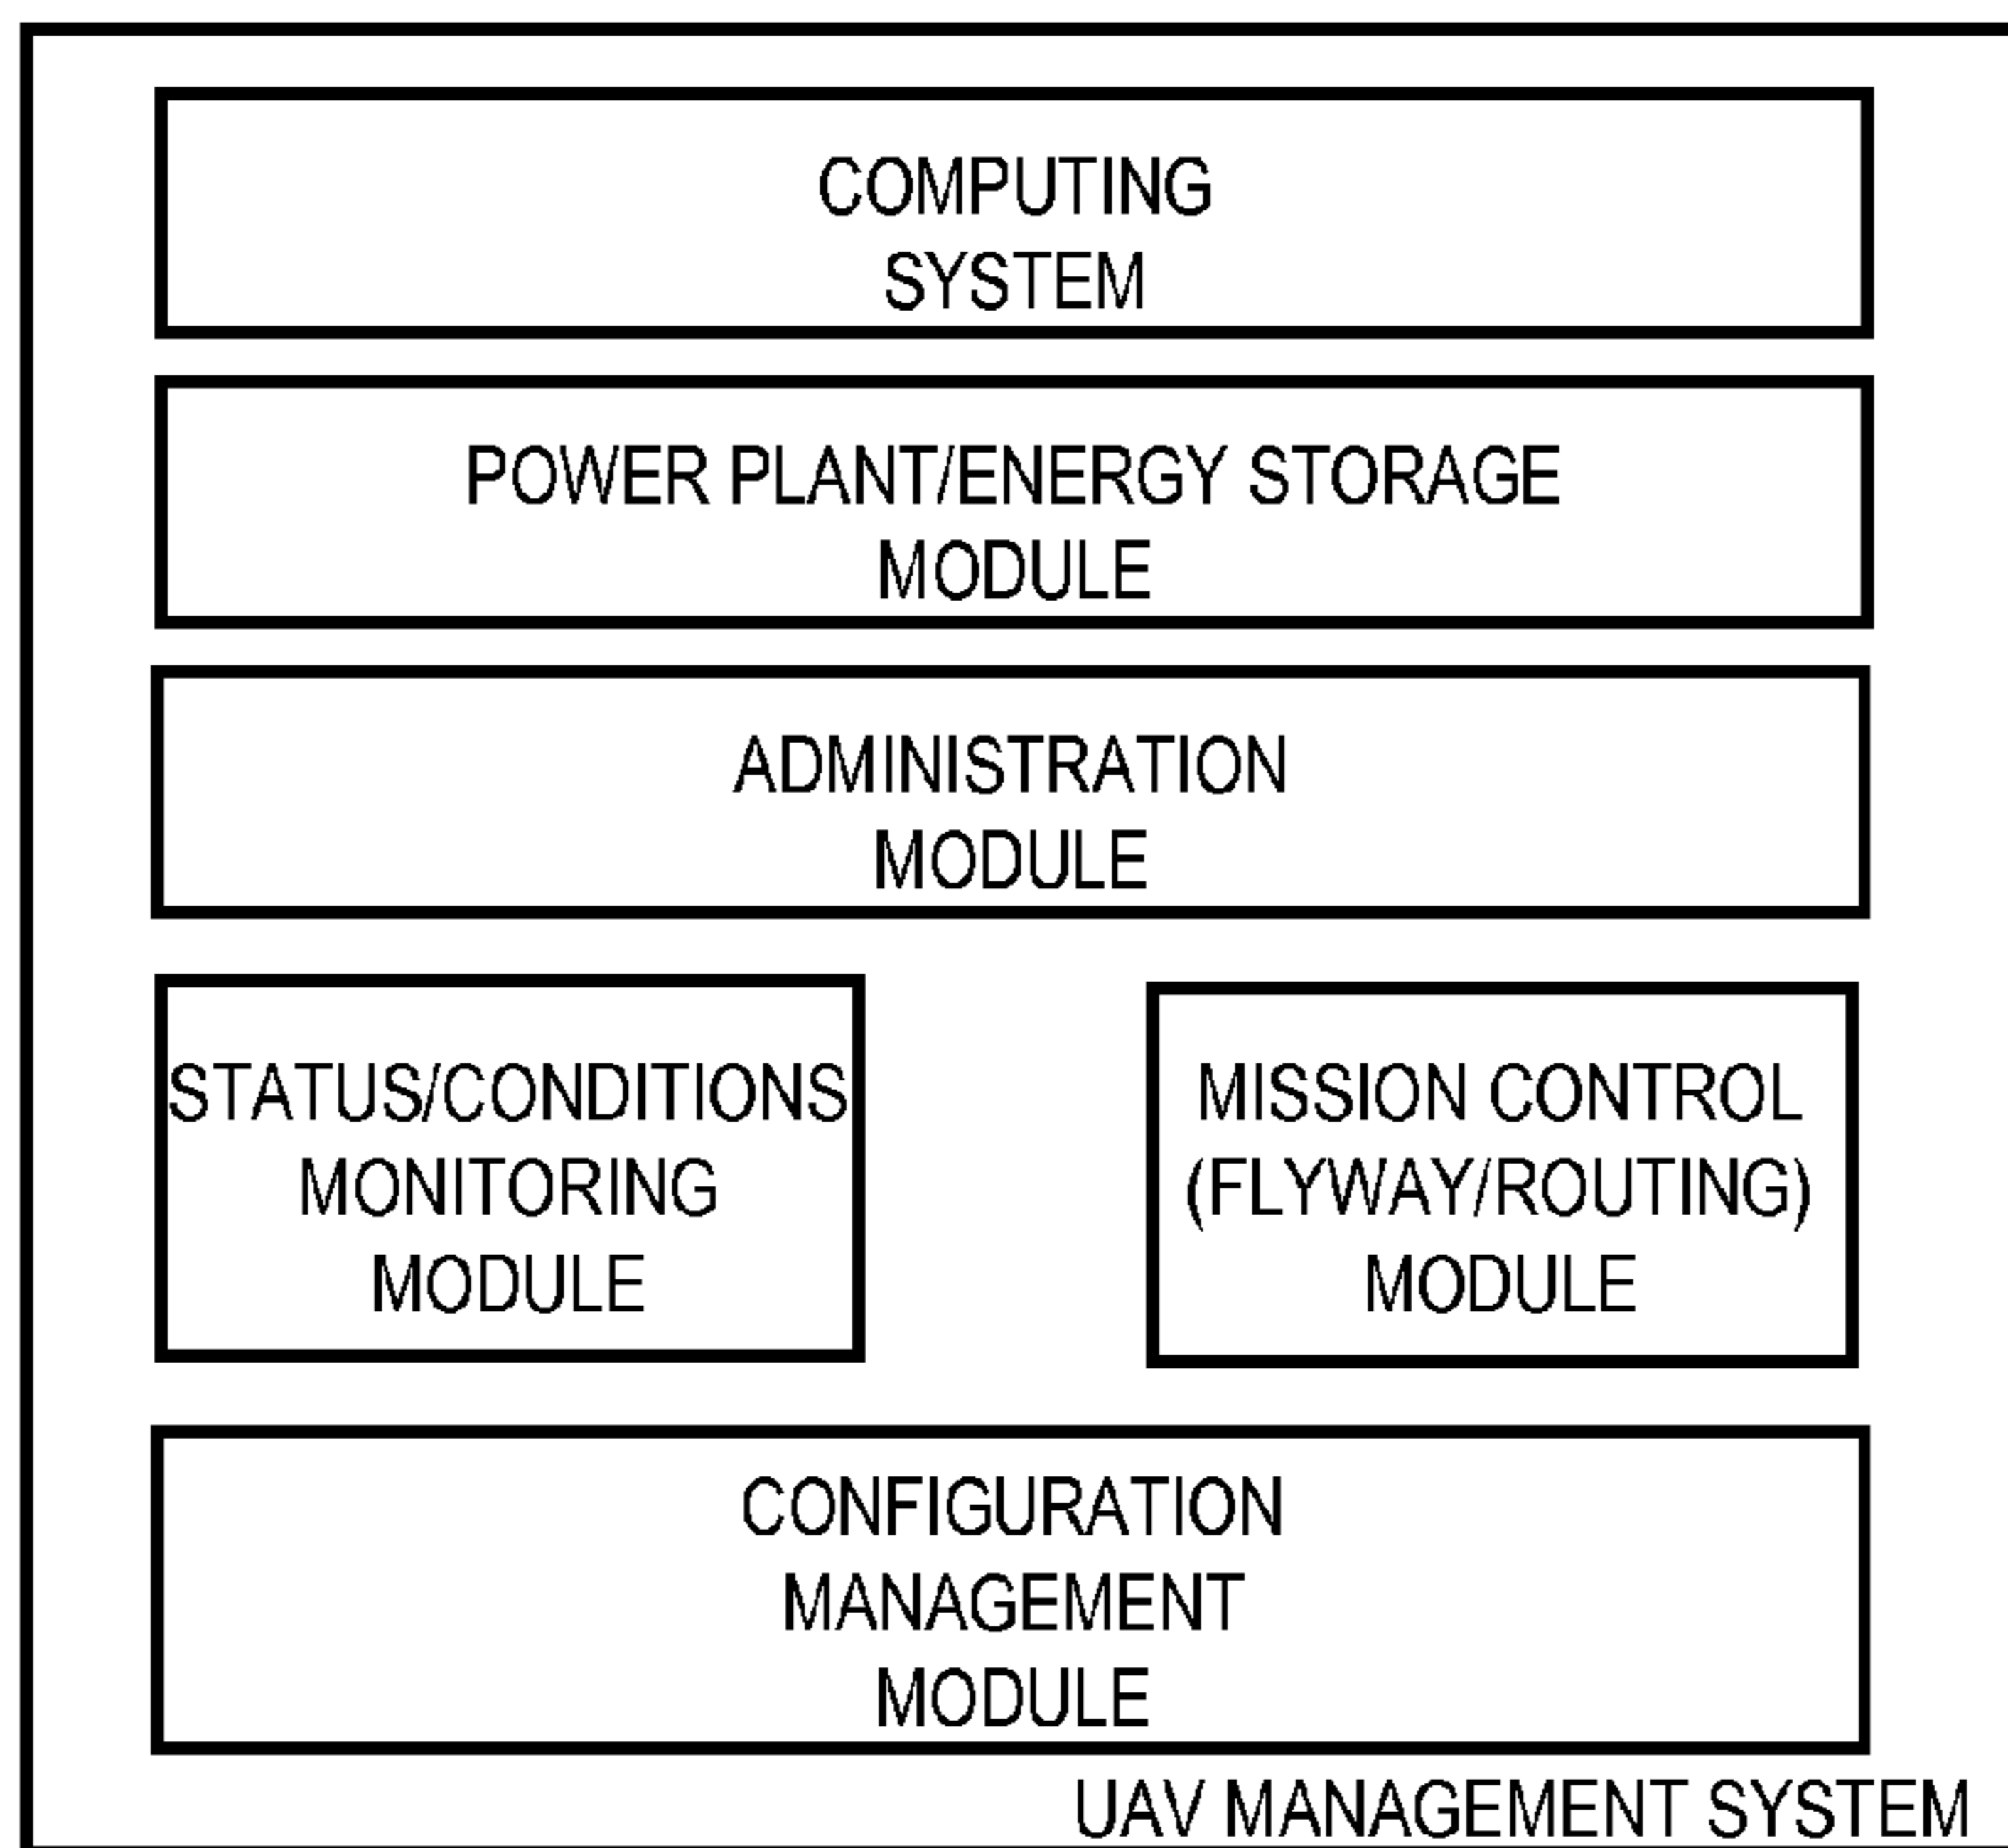 COMPUTING
SYSTEM
POWER PLANT/ENERGY STORAGE
MODULE
ADMINISTRATION
MODULE
STATUS/CONDITIONS
MONITORING
MODULE
MISSION CONTROL
(FLYWAY/ROUTING)
MODULE
CONFIGURATION
MANAGEMENT
MODULE
UAV MANAGEMENT SYSTEM